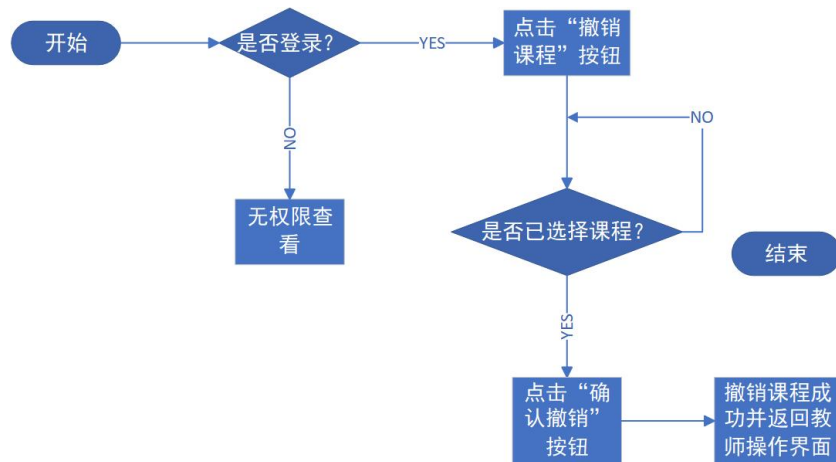 开始
是否登录？
YES
点击“撤销
课程”按钮
NO
NO
无权限查
看
是否已选择课程？
结束
YES
点击“确
认撤销”
按钮
撤销课程成
功并返回教
师操作界面